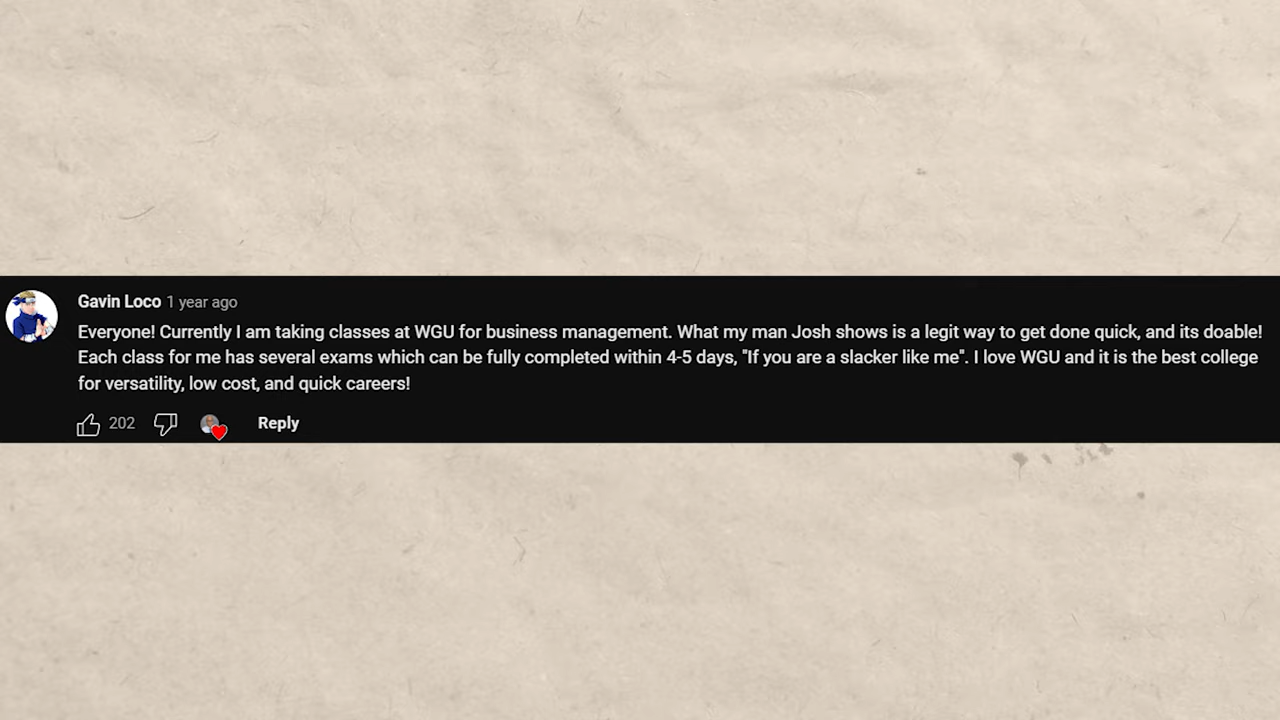 Gavin Loco 1 year ago
Everyone! Currently I am taking classes at WGU for business management. What my man Josh shows is a legit way to get done quick, and its doable!
Each class for me has several exams which can be fully completed within 4-5 days, "If you are a slacker like me". I love WGU and it is the best college
for versatility, low cost, and quick careers!
202 Reply